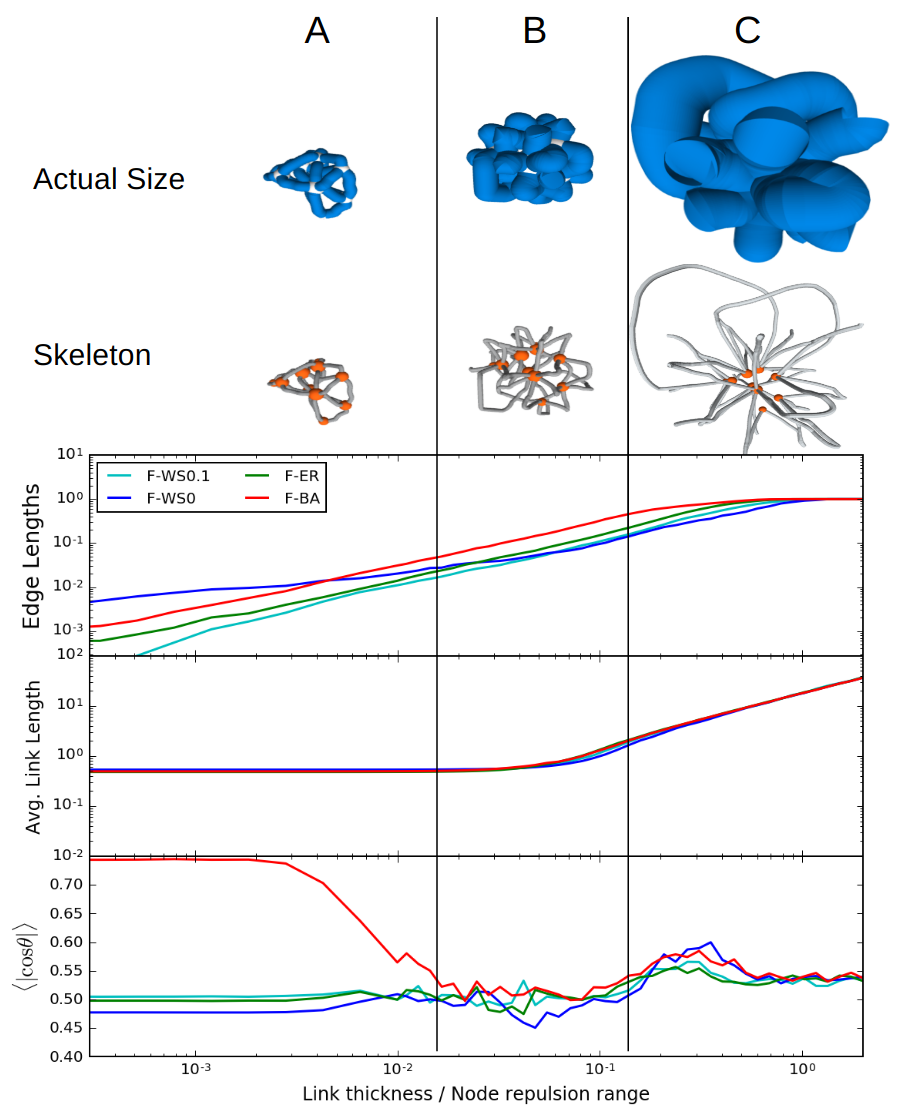 A B C
Actual Size
Skeleton
F-WS0.1 F-ER
F-WS0 F-BA
Edge Lengths
10¹
10⁰
10⁻¹
10⁻²
10⁻³
Avg. Link Length
10²
10¹
10⁰
10⁻¹
10⁻²
⟨|cosθ|⟩
0.70
0.65
0.60
0.55
0.50
0.45
0.40
10⁻³ 10⁻² 10⁻¹ 10⁰
Link thickness / Node repulsion range